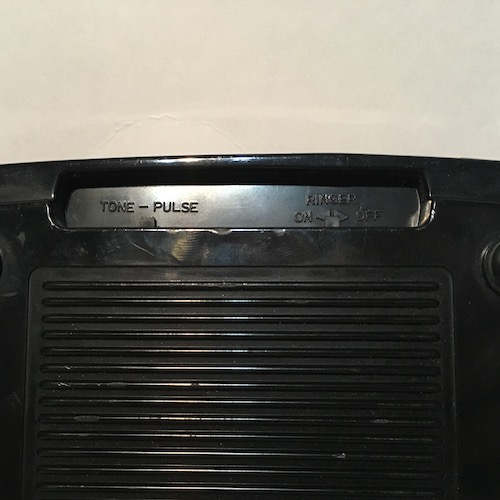 TONE – PULSE
RINGER
ON OFF